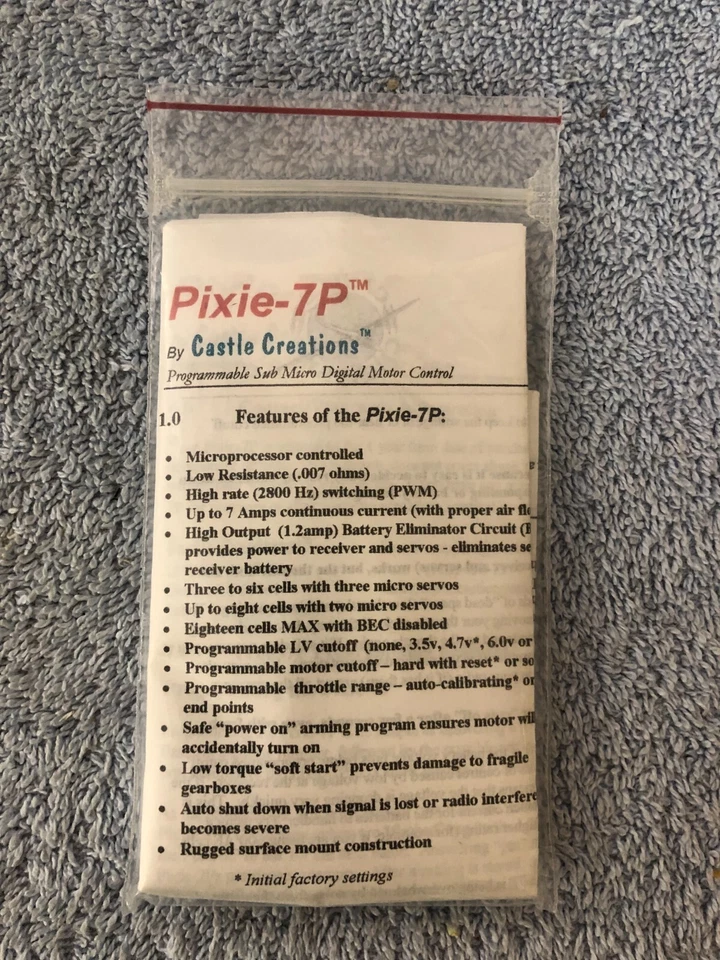 Pixie-7P™
By Castle Creations™
Programmable Sub Micro Digital Motor Control
1.0 Features of the Pixie-7P:
• Microprocessor controlled
• Low Resistance (.007 ohms)
• High rate (2800 Hz) switching (PWM)
• Up to 7 Amps continuous current (with proper air
• High Output (1.2amp) Battery Eliminator Circuit
provides power to receiver and servos - eliminates
receiver battery
• Three to six cells with three micro servos
• Up to eight cells with two micro servos
• Eighteen cells MAX with BEC disabled
• Programmable LV cutoff (none, 3.5v, 4.7v*, 6.0v or
• Programmable motor cutoff – hard with reset* or
• Programmable throttle range – auto-calibrating*
end points
• Safe “power on” arming program ensures motor
accidentally turn on
• Low torque “soft start” prevents damage to fragile
gearboxes
• Auto shut down when signal is lost or radio
becomes severe
• Rugged surface mount construction
* Initial factory settings